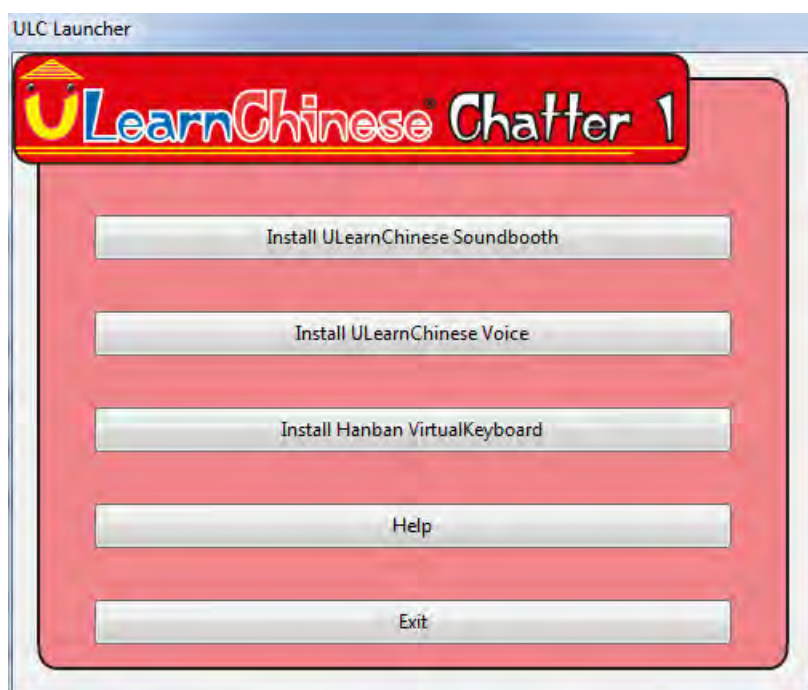 ULC Launcher
ULearnChinese® Chatter 1
Install ULearnChinese Soundbooth
Install ULearnChinese Voice
Install Hanban VirtualKeyboard
Help
Exit